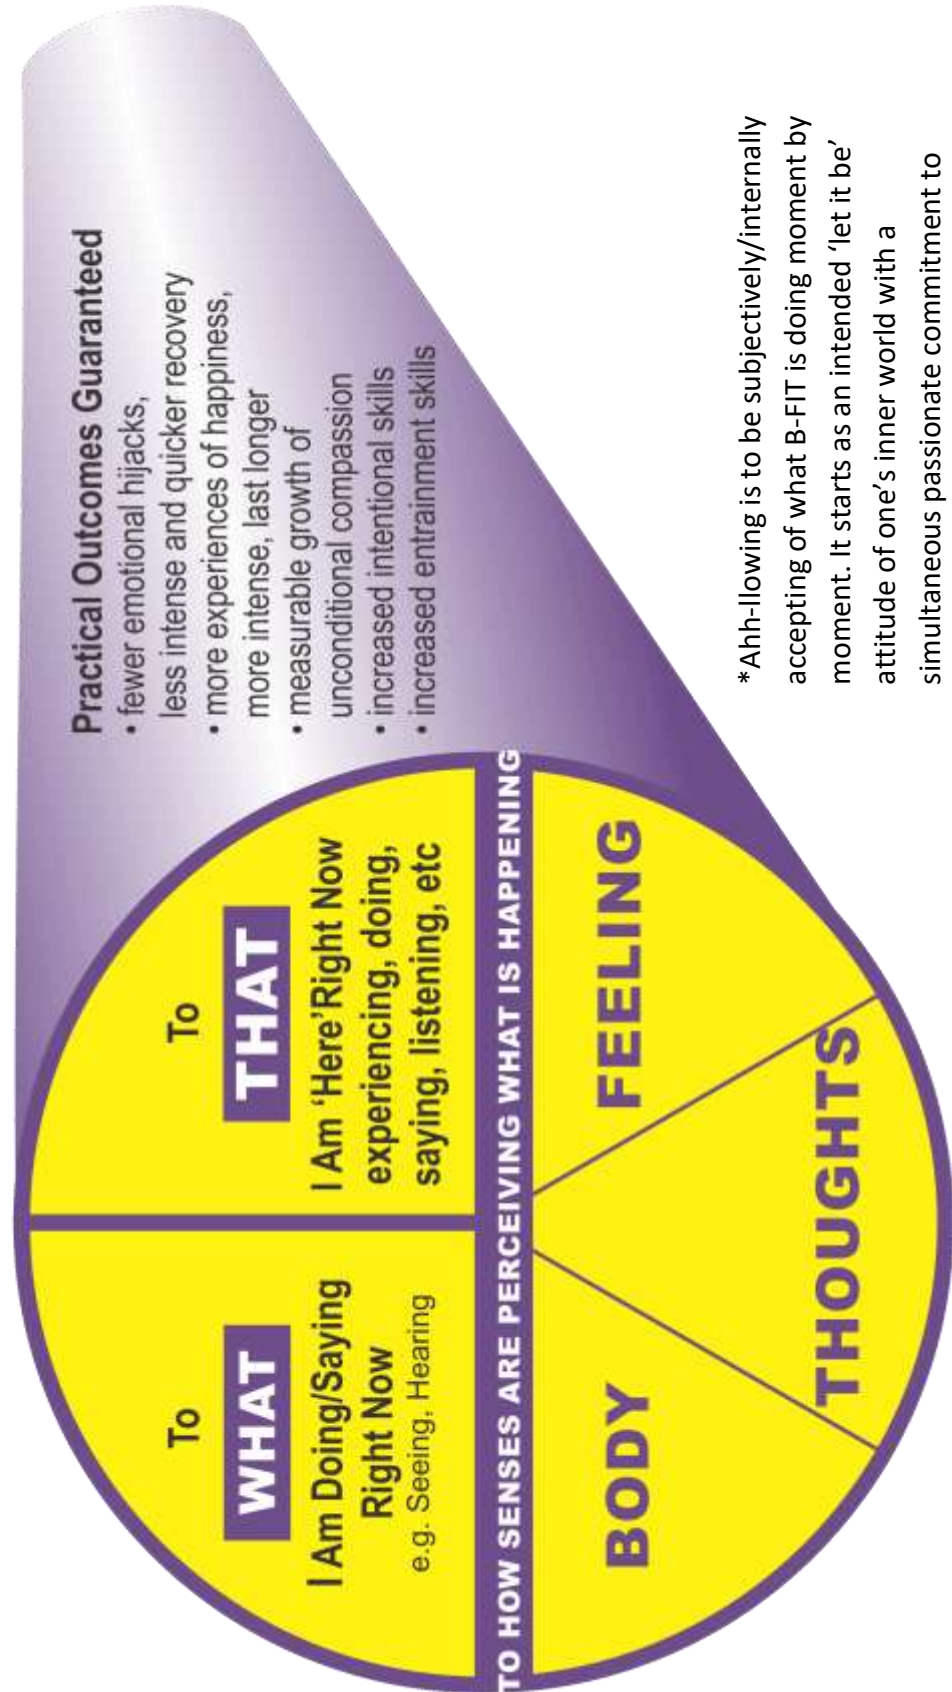 To
WHAT
I Am Doing/Saying
Right Now
e.g. Seeing, Hearing
To
THAT
I Am ‘Here’Right Now
experiencing, doing,
saying, listening, etc
TO HOW SENSES ARE PERCEIVING WHAT IS HAPPENING
BODY
THOUGHTS
FEELING
Practical Outcomes Guaranteed
• fewer emotional hijacks,
less intense and quicker recovery
• more experiences of happiness,
more intense, last longer
• measurable growth of
unconditional compassion
• increased intentional skills
• increased entrainment skills
*Ahh-llowing is to be subjectively/internally
accepting of what B-FIT is doing moment by
moment. It starts as an intended ‘let it be’
attitude of one’s inner world with a
simultaneous passionate commitment to